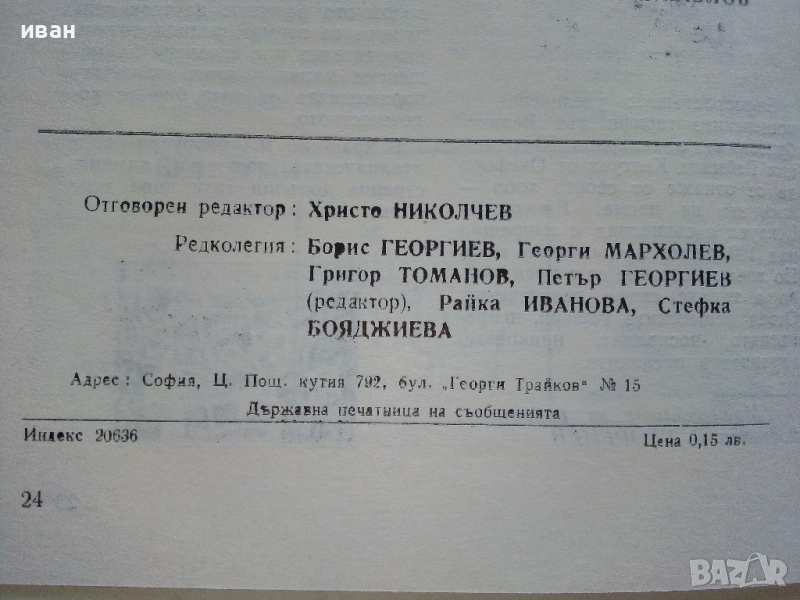 иван
Отговорен редактор: Христо НИКОЛЧЕВ
Редколегия: Борис ГЕОРГИЕВ, Георги МАРХОЛЕВ,
Григор ТОМАНОВ, Петър ГЕОРГИЕВ
(редактор), Райка ИВАНОВА, Стефка
БОЯДЖИЕВА
Адрес: София, Ц. Пощ. кутия 792, бул. „Георги Трайков“ № 15
Държавна печатница на съобщенията
Индекс 20636 Цена 0,15 лв.
24
BAZAR